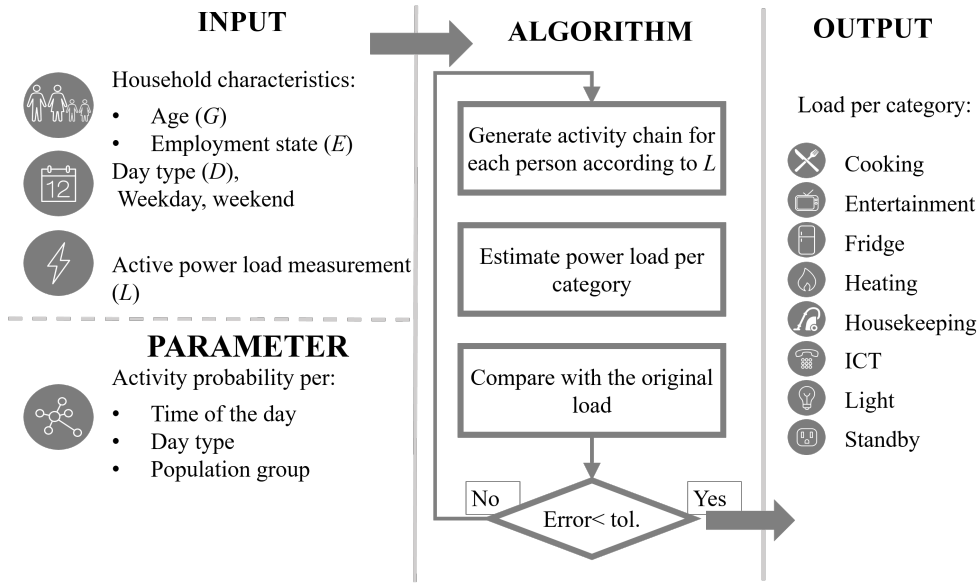 INPUT
Household characteristics:
• Age (G)
• Employment state (E)
Day type (D),
Weekday, weekend
12
Active power load measurement
(L)
PARAMETER
Activity probability per:
• Time of the day
• Day type
• Population group
ALGORITHM
Generate activity chain for
each person according to L
Estimate power load per
category
Compare with the original
load
No
Yes
Error< tol.
OUTPUT
Load per category:
Cooking
Entertainment
Fridge
Heating
Housekeeping
ICT
Light
Standby